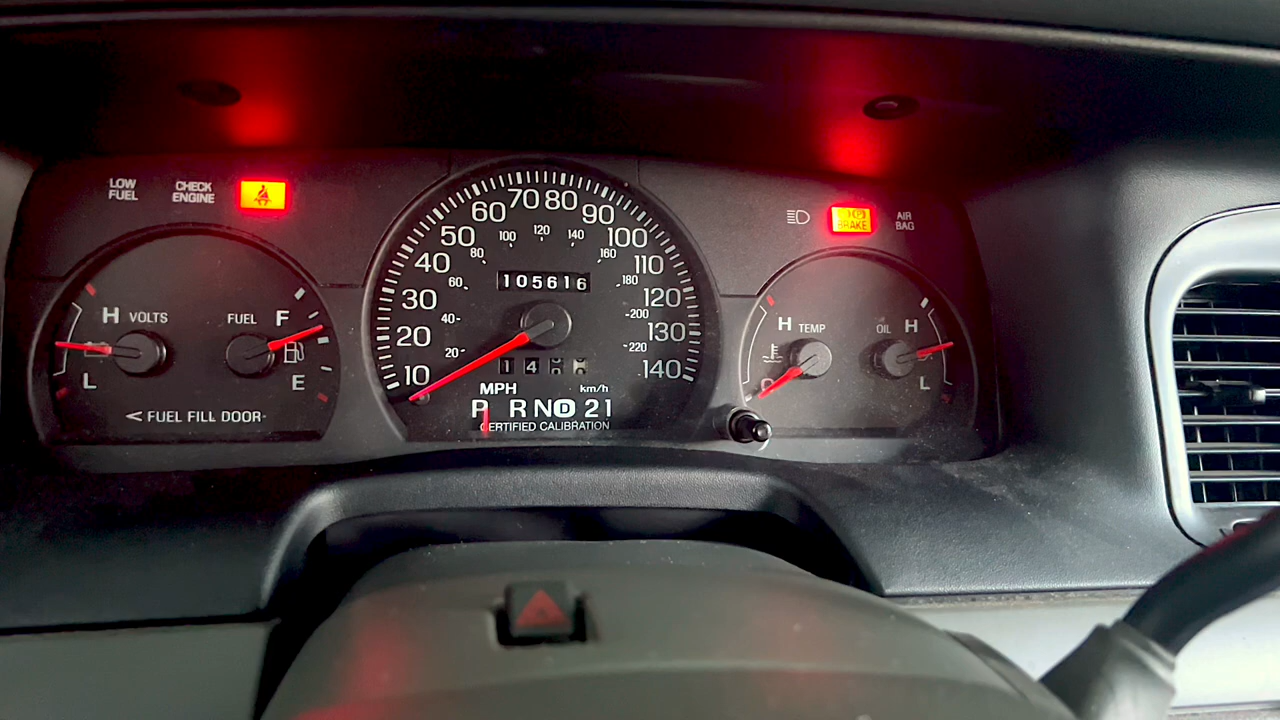 LOW
FUEL
CHECK
ENGINE
BRAKE
AIR
BAG
H VOLTS
L
FUEL F
E
< FUEL FILL DOOR
10
20
30
40
50
60
70
80
90
100
110
120
130
140
20
40
60
80
100
120
140
160
180
200
220
105616
14
MPH
km/h
P R N D 2 1
CERTIFIED CALIBRATION
H TEMP
C
OIL H
L